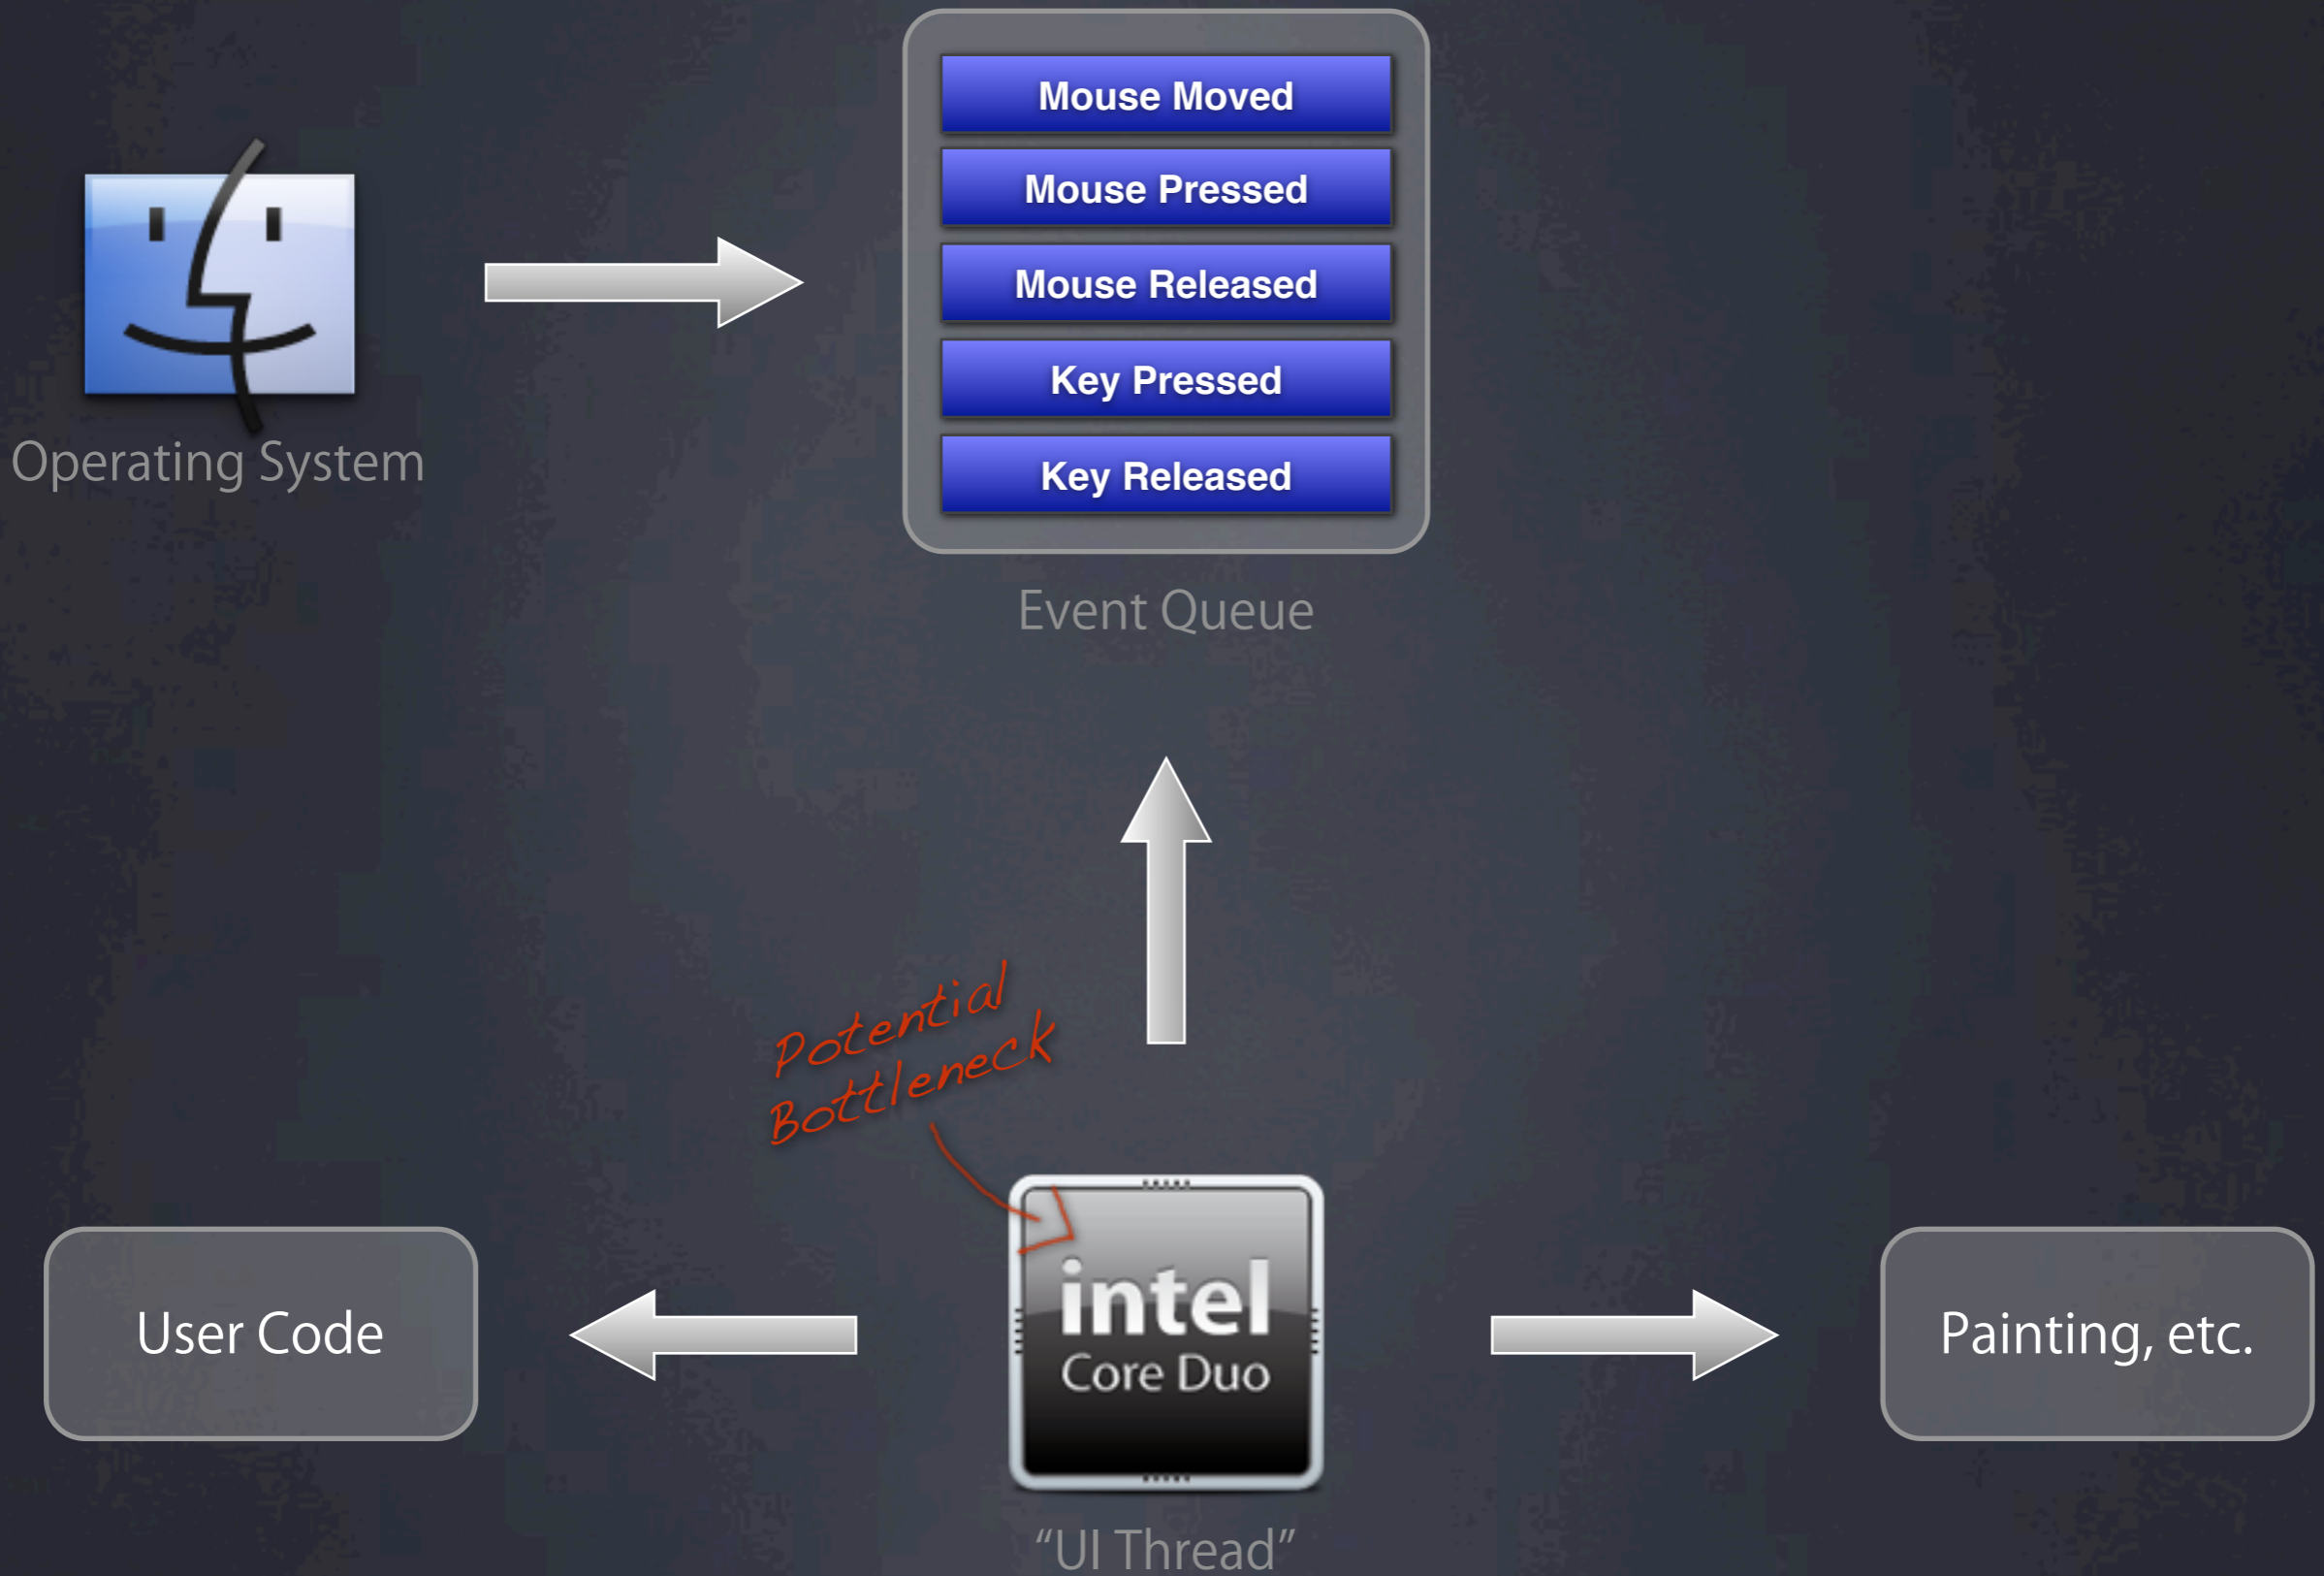 Mouse Moved
Mouse Pressed
Mouse Released
Key Pressed
Key Released
Operating System
Event Queue
Potential
Bottleneck
User Code
intel
Core Duo
Painting, etc.
“UI Thread”